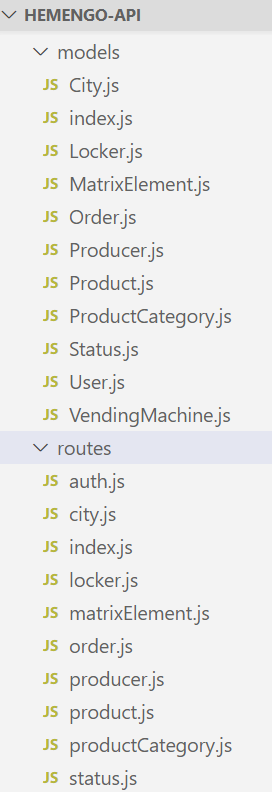 HEMENGO-API
models
JS City.js
JS index.js
JS Locker.js
JS MatrixElement.js
JS Order.js
JS Producer.js
JS Product.js
JS ProductCategory.js
JS Status.js
JS User.js
JS VendingMachine.js
routes
JS auth.js
JS city.js
JS index.js
JS locker.js
JS matrixElement.js
JS order.js
JS producer.js
JS product.js
JS productCategory.js
JS status.js